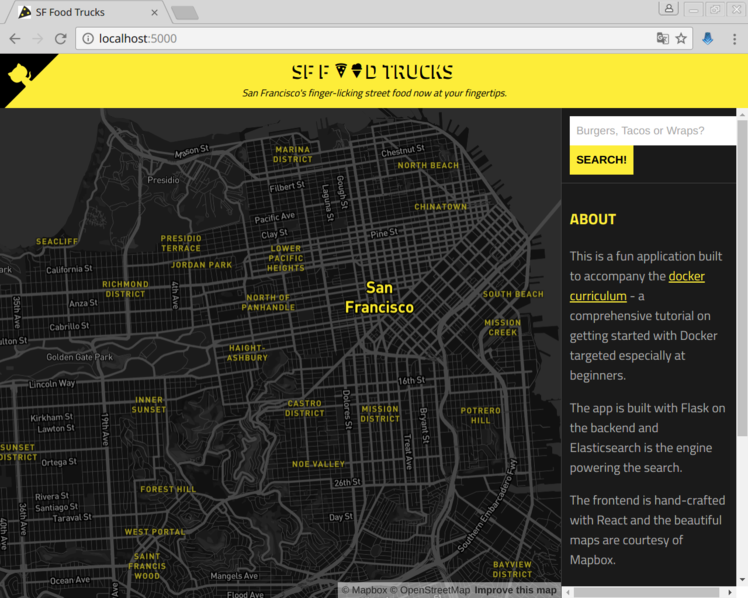 SF Food Trucks
localhost:5000
SF F D TRUCKS
San Francisco's finger-licking street food now at your fingertips.
Burgers, Tacos or Wraps?
SEARCH!
ABOUT
This is a fun application built
to accompany the docker
curriculum - a
comprehensive tutorial on
getting started with Docker
targeted especially at
beginners.
The app is built with Flask on
the backend and
Elasticsearch is the engine
powering the search.
The frontend is hand-crafted
with React and the beautiful
maps are courtesy of
Mapbox.
Mason St
MARINA
DISTRICT
Chestnut St
NORTH BEACH
Presidio
Filbert St
Gough St
Laguna St
CHINATOWN
Pacific Ave
Clay St
Pine St
SEACLIFF
PRESIDIO
TERRACE
LOWER
PACIFIC
HEIGHTS
JORDAN PARK
ark
California St
RICHMOND
DISTRICT
4th Ave
San
Francisco
SOUTH BEACH
35th Ave
Anza St
NORTH OF
PANHANDLE
Cabrillo St
MISSION
CREEK
ulton St
Golden Gate Park
HAIGHT-
ASHBURY
Lincoln Way
16th St
INNER
SUNSET
CASTRO
DISTRICT
Dolores St
MISSION
DISTRICT
Bryant St
POTRERO
HILL
Kirkham St
Lawton St
19th Ave
SUNSET
DISTRICT
Ortega St
Treat Ave
NOE VALLEY
26th St
Southern Embarcadero Fwy
FOREST HILL
Rivera St
Santiago St
Taraval St
36th Ave
40th Ave
Day St
WEST PORTAL
SAINT
FRANCIS
WOOD
BAYVIEW
DISTRICT
Ocean Ave
Mangels Ave
Flood Ave
© Mapbox © OpenStreetMap Improve this map